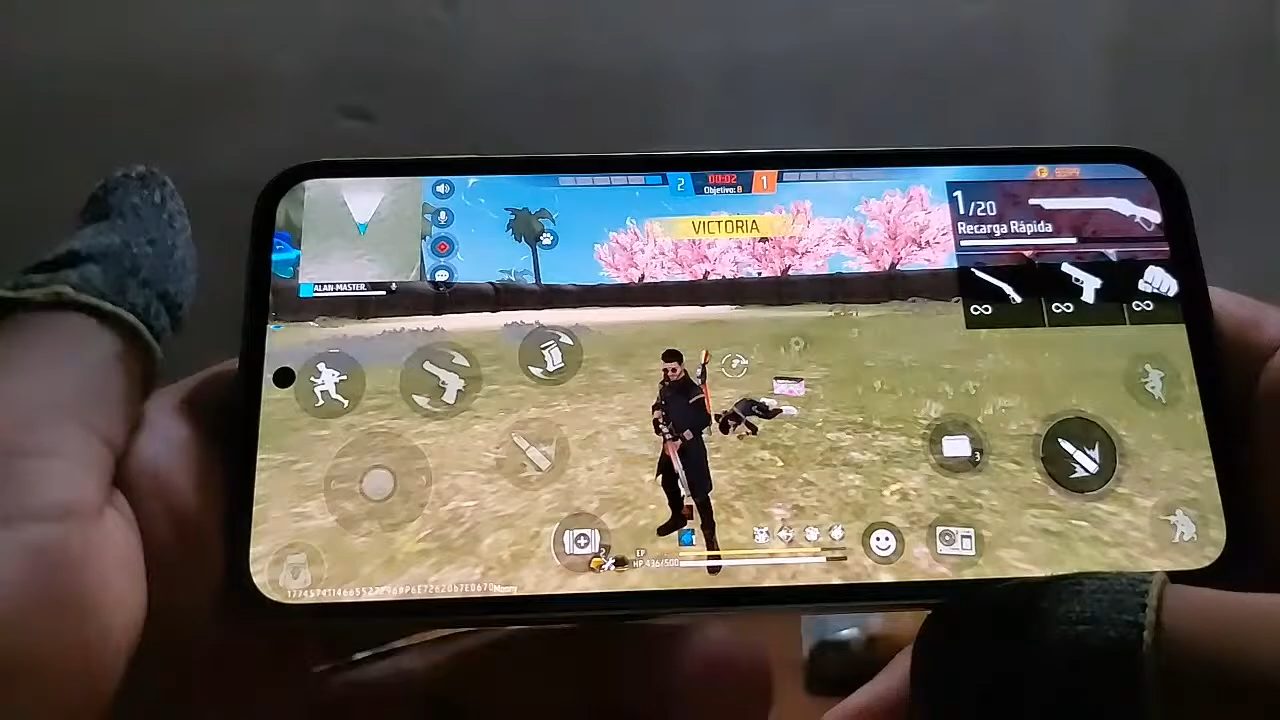 2
00:02
1
Objetivo: 8
VICTORIA
1/20
Recarga Rápida
ALAN-MASTER.
∞
∞
∞
3
2
EP
HP 436/500